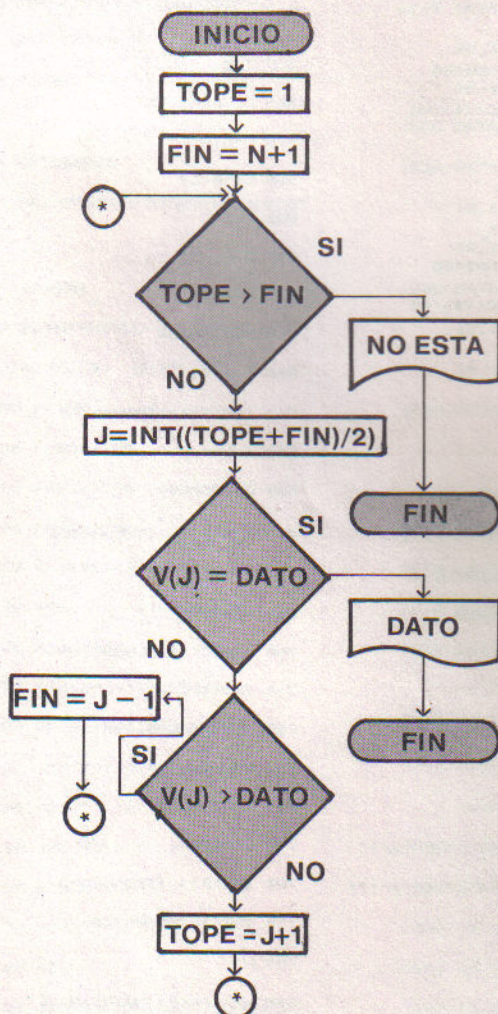 INICIO
TOPE = 1
FIN = N+1
*
SI
TOPE > FIN
NO ESTA
NO
J=INT((TOPE+FIN)/2)
FIN
SI
V(J) = DATO
DATO
NO
FIN = J - 1
FIN
SI
V(J) > DATO
*
NO
TOPE =J+1
*